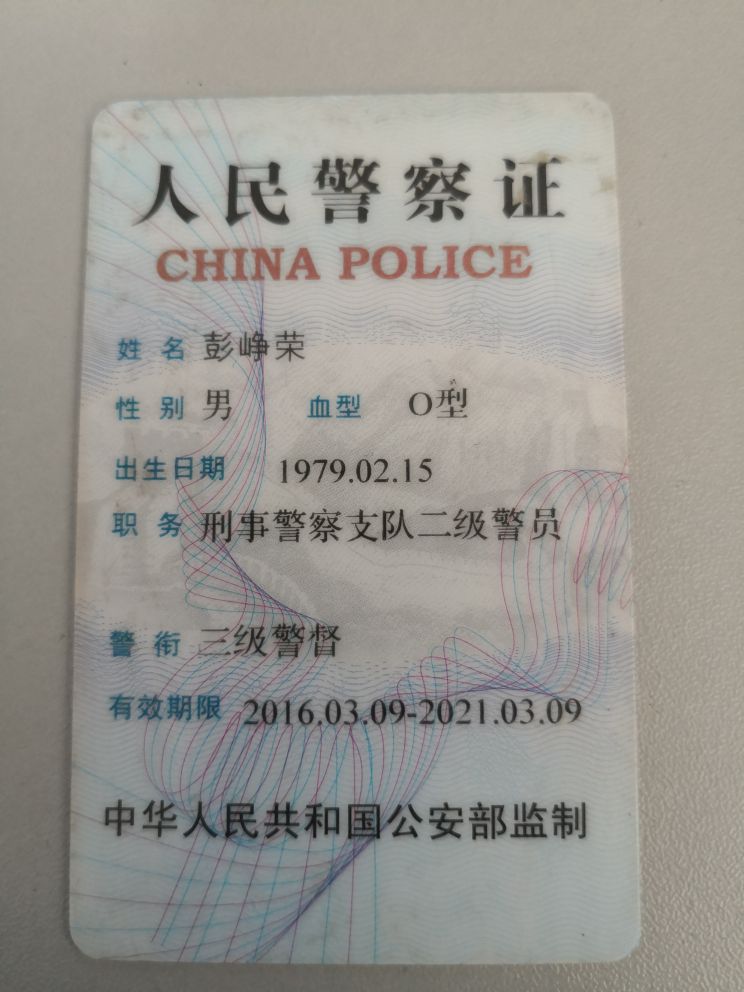 人民警察证
CHINA POLICE
姓 名 彭峥荣
性 别 男 血型 O型
出生日期 1979.02.15
职 务 刑事警察支队二级警员
警 衔 三级警督
有效期限 2016.03.09-2021.03.09
中华人民共和国公安部监制